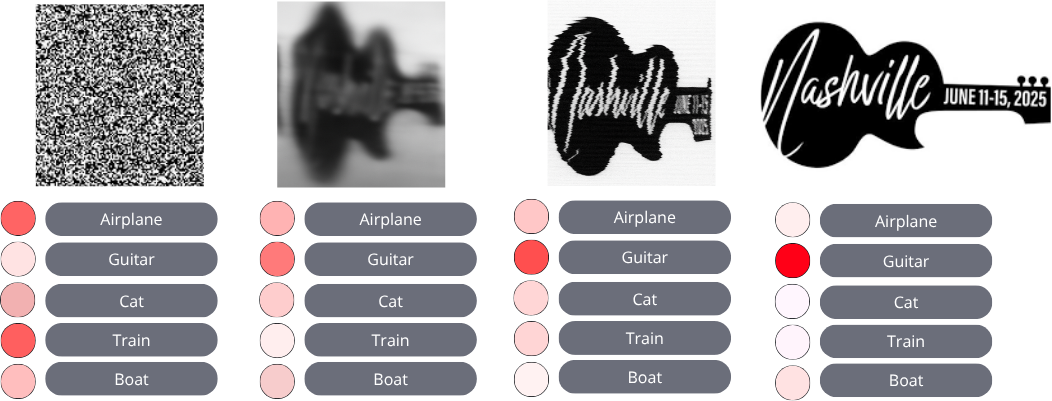 Nashville
JUNE 11-15
2025
Nashville
JUNE 11-15, 2025
Airplane
Guitar
Cat
Train
Boat
Airplane
Guitar
Cat
Train
Boat
Airplane
Guitar
Cat
Train
Boat
Airplane
Guitar
Cat
Train
Boat